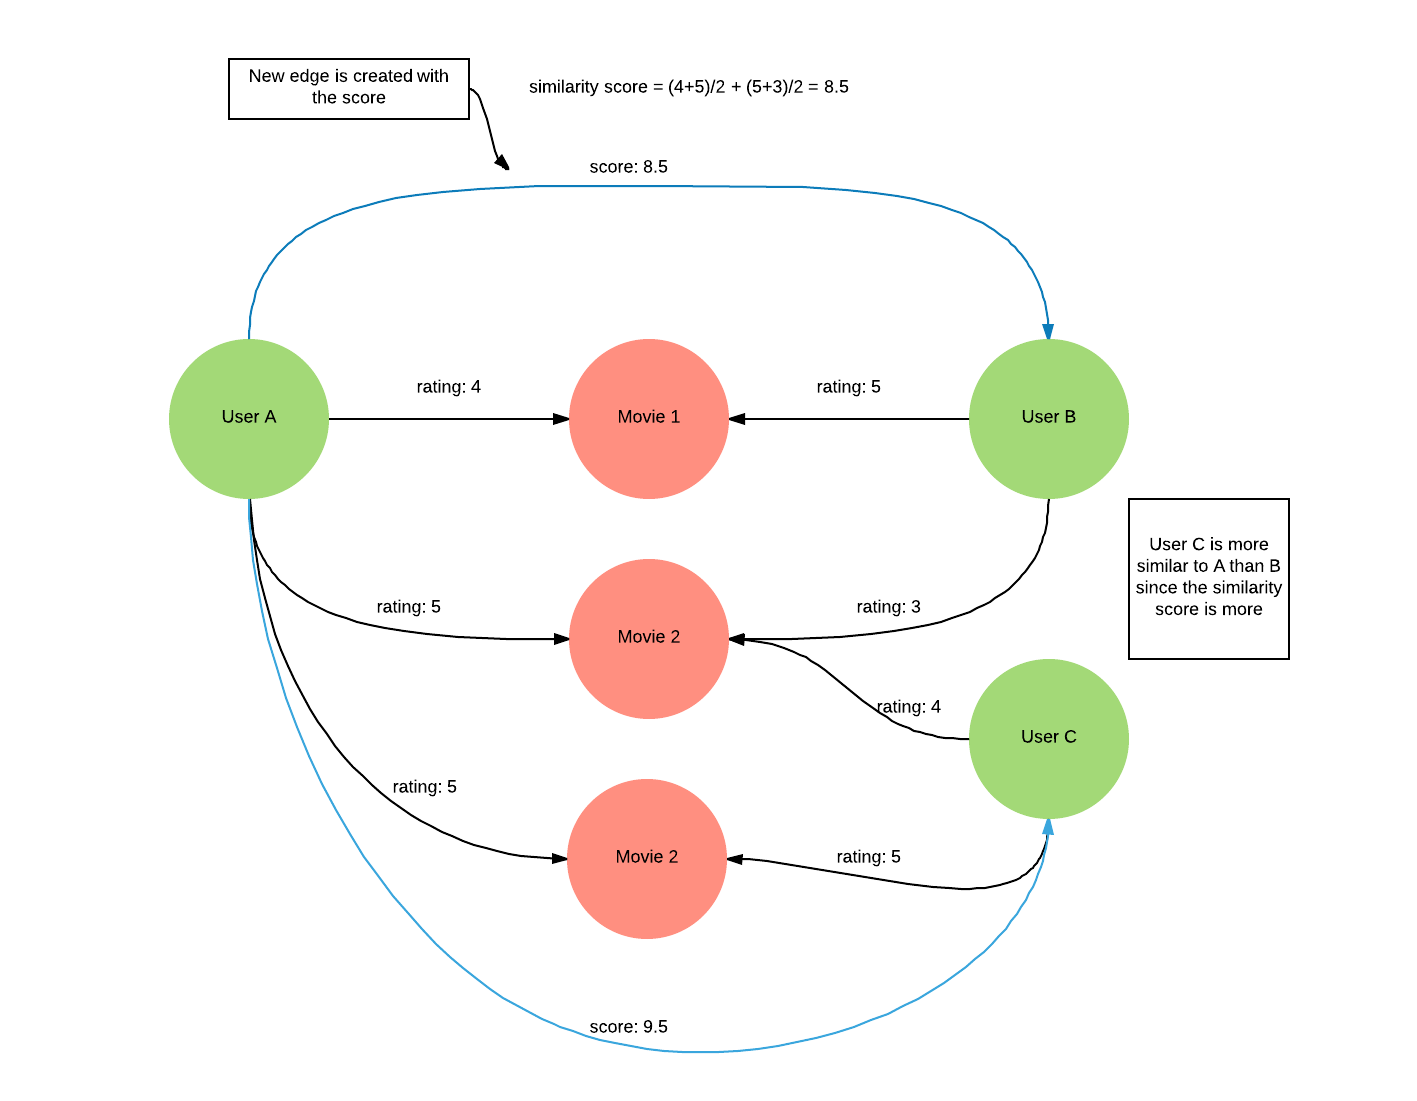 New edge is created with
the score
similarity score = (4+5)/2 + (5+3)/2 = 8.5
score: 8.5
rating: 4
rating: 5
User A
Movie 1
User B
User C is more
similar to A than B
since the similarity
score is more
rating: 5
rating: 3
Movie 2
rating: 4
User C
rating: 5
Movie 2
rating: 5
score: 9.5